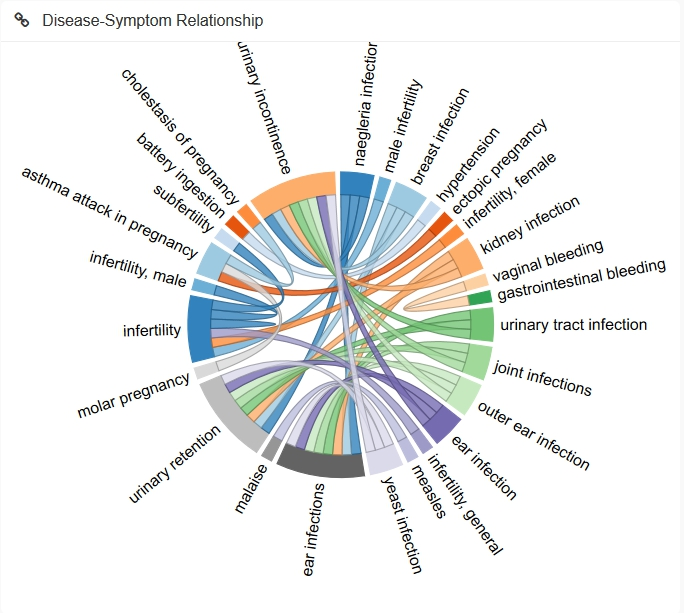 Disease-Symptom Relationship
naegleria infection
male infertility
breast infection
hypertension
ectopic pregnancy
infertility, female
kidney infection
vaginal bleeding
gastrointestinal bleeding
urinary tract infection
joint infections
outer ear infection
ear infection
infertility, general
measles
yeast infection
ear infections
malaise
urinary retention
molar pregnancy
infertility
infertility, male
asthma attack in pregnancy
subfertility
battery ingestion
cholestasis of pregnancy
urinary incontinence